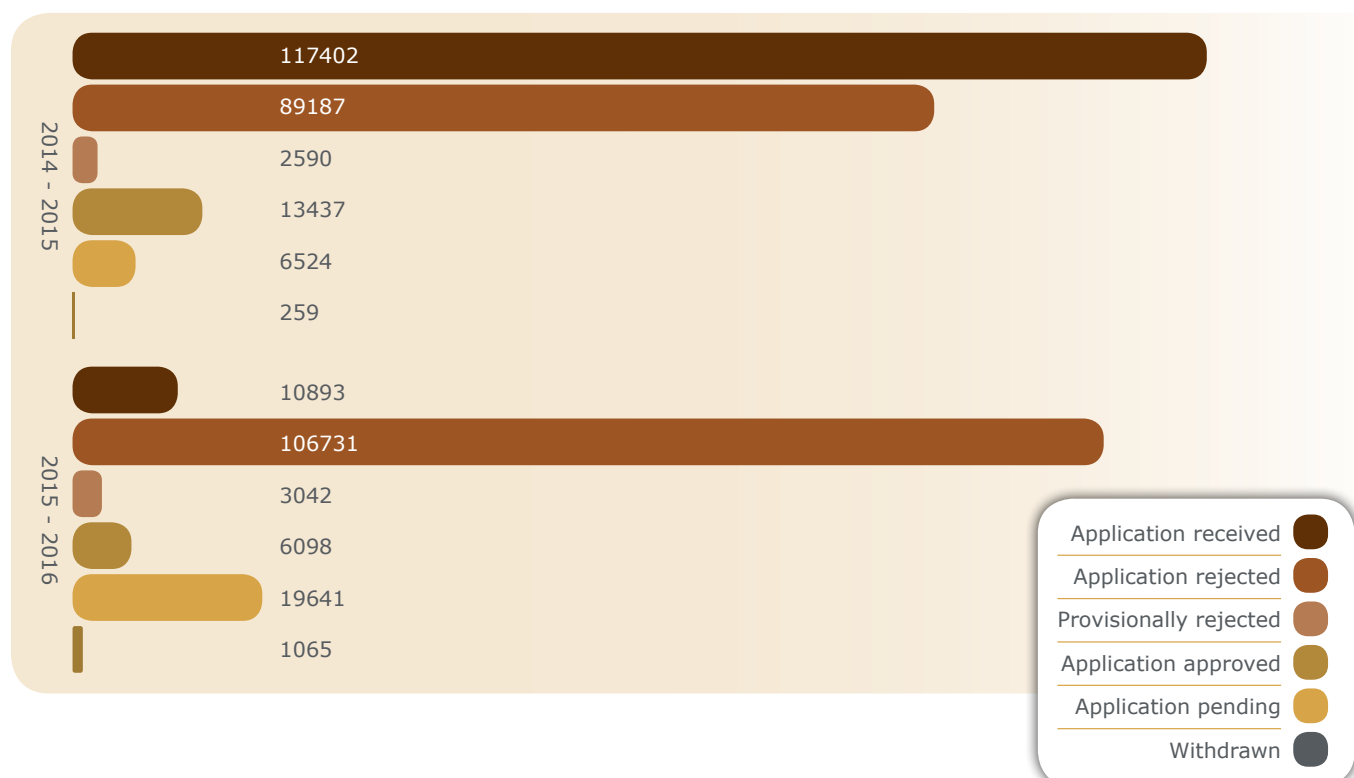 2014 - 2015
117402
89187
2590
13437
6524
259
2015 - 2016
10893
106731
3042
6098
19641
1065
Application received
Application rejected
Provisionally rejected
Application approved
Application pending
Withdrawn